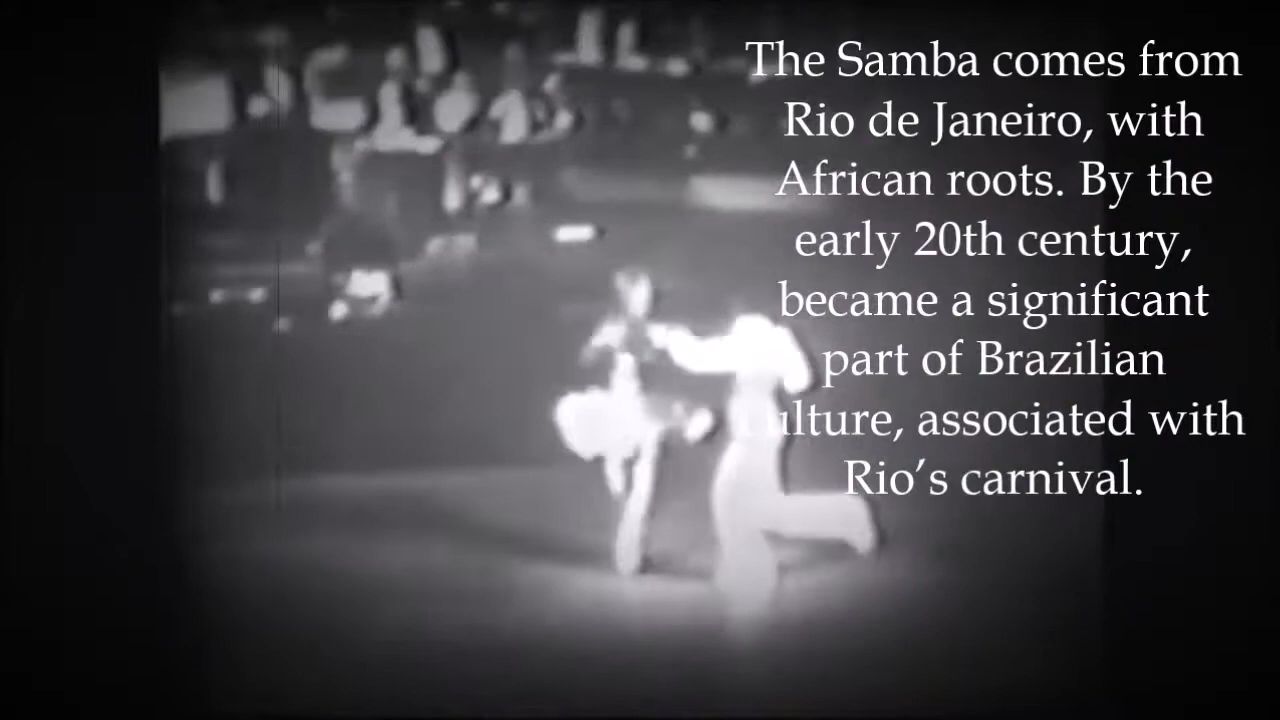 The Samba comes from
Rio de Janeiro, with
African roots. By the
early 20th century,
became a significant
part of Brazilian
culture, associated with
Rio’s carnival.